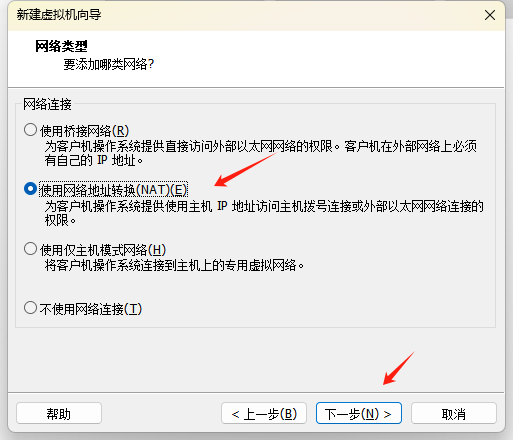 新建虚拟机向导
网络类型
要添加哪类网络?
网络连接
使用桥接网络(R)
为客户机操作系统提供直接访问外部以太网网络的权限。客户机在外部网络上必须
有自己的 IP 地址。
使用网络地址转换(NAT)(E)
为客户机操作系统提供使用主机 IP 地址访问主机拨号连接或外部以太网网络连接的
权限。
使用仅主机模式网络(H)
将客户机操作系统连接到主机上的专用虚拟网络。
不使用网络连接(T)
帮助
< 上一步(B)
下一步(N) >
取消